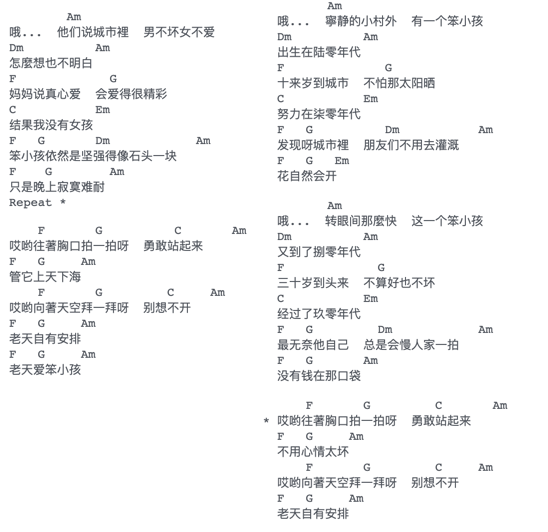 Am
哦... 他们说城市裡 男不坏女不爱
Dm Am
怎麼想也不明白
F G
妈妈说真心爱 会爱得很精彩
C Em
结果我没有女孩
F G Dm Am
笨小孩依然是坚强得像石头一块
F G Am
只是晚上寂寞难耐
Repeat *
F G C Am
哎哟往著胸口拍一拍呀 勇敢站起来
F G Am
管它上天下海
F G C Am
哎哟向著天空拜一拜呀 别想不开
F G Am
老天自有安排
F G Am
老天爱笨小孩
Am
哦... 寧静的小村外 有一个笨小孩
Dm Am
出生在陆零年代
F G
十来岁到城市 不怕那太阳晒
C Em
努力在柒零年代
F G Dm Am
发现呀城市裡 朋友们不用去灌溉
F G Em
花自然会开
Am
哦... 转眼间那麼快 这一个笨小孩
Dm Am
又到了捌零年代
F G
三十岁到头来 不算好也不坏
C Em
经过了玖零年代
F G Dm Am
最无奈他自己 总是会慢人家一拍
F G Am
没有钱在那口袋
F G C Am
* 哎哟往著胸口拍一拍呀 勇敢站起来
F G Am
不用心情太坏
F G C Am
哎哟向著天空拜一拜呀 别想不开
F G Am
老天自有安排